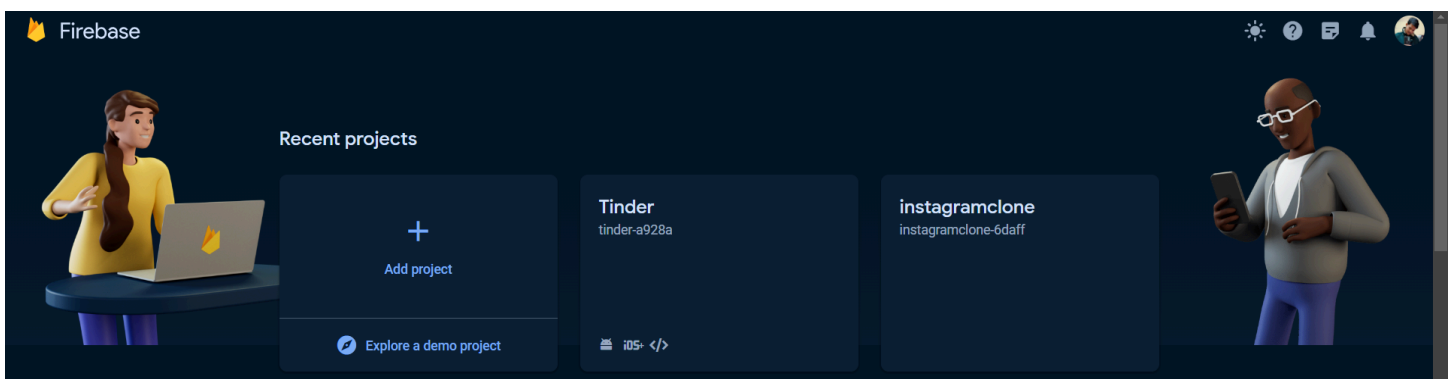 Firebase
Recent projects
Add project
Explore a demo project
Tinder
tinder-a928a
iOS+ </>
instagramclone
instagramclone-6daff